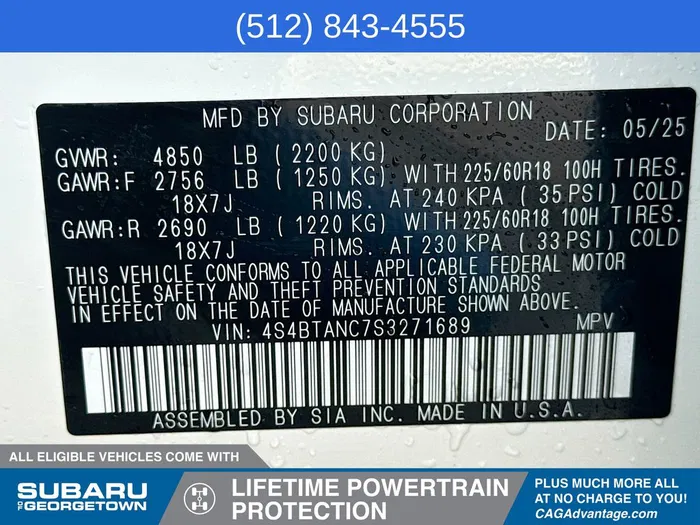 (512) 843-4555
MFD BY SUBARU CORPORATION
DATE: 05/25
GVWR: 4850 LB ( 2200 KG)
GAWR:F 2756 LB ( 1250 KG) WITH 225/60R18 100H TIRES.
18X7J RIMS. AT 240 KPA ( 35 PSI) COLD
GAWR:R 2690 LB ( 1220 KG) WITH 225/60R18 100H TIRES.
18X7J RIMS. AT 230 KPA ( 33 PSI) COLD
THIS VEHICLE CONFORMS TO ALL APPLICABLE FEDERAL MOTOR
VEHICLE SAFETY AND THEFT PREVENTION STANDARDS
IN EFFECT ON THE DATE OF MANUFACTURE SHOWN ABOVE.
VIN: 4S4BTANC7S3271689 MPV
ASSEMBLED BY SIA INC. MADE IN U.S.A.
ALL ELIGIBLE VEHICLES COME WITH
SUBARU
OF GEORGETOWN
LIFETIME POWERTRAIN
PROTECTION
PLUS MUCH MORE ALL
AT NO CHARGE TO YOU!
CAGAdvantage.com*